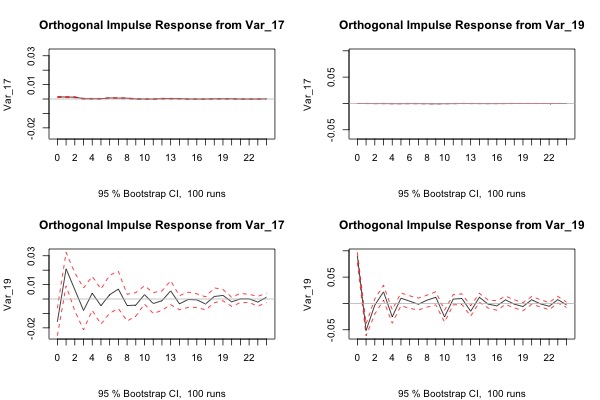 Orthogonal Impulse Response from Var_17
Var_17
0.03
0.01
-0.02
0 2 4 6 8 10 13 16 19 22
95 % Bootstrap CI, 100 runs
Orthogonal Impulse Response from Var_19
Var_17
0.05
-0.05
0 2 4 6 8 10 13 16 19 22
95 % Bootstrap CI, 100 runs
Orthogonal Impulse Response from Var_17
Var_19
0.03
0.01
-0.02
0 2 4 6 8 10 13 16 19 22
95 % Bootstrap CI, 100 runs
Orthogonal Impulse Response from Var_19
Var_19
0.05
-0.05
0 2 4 6 8 10 13 16 19 22
95 % Bootstrap CI, 100 runs